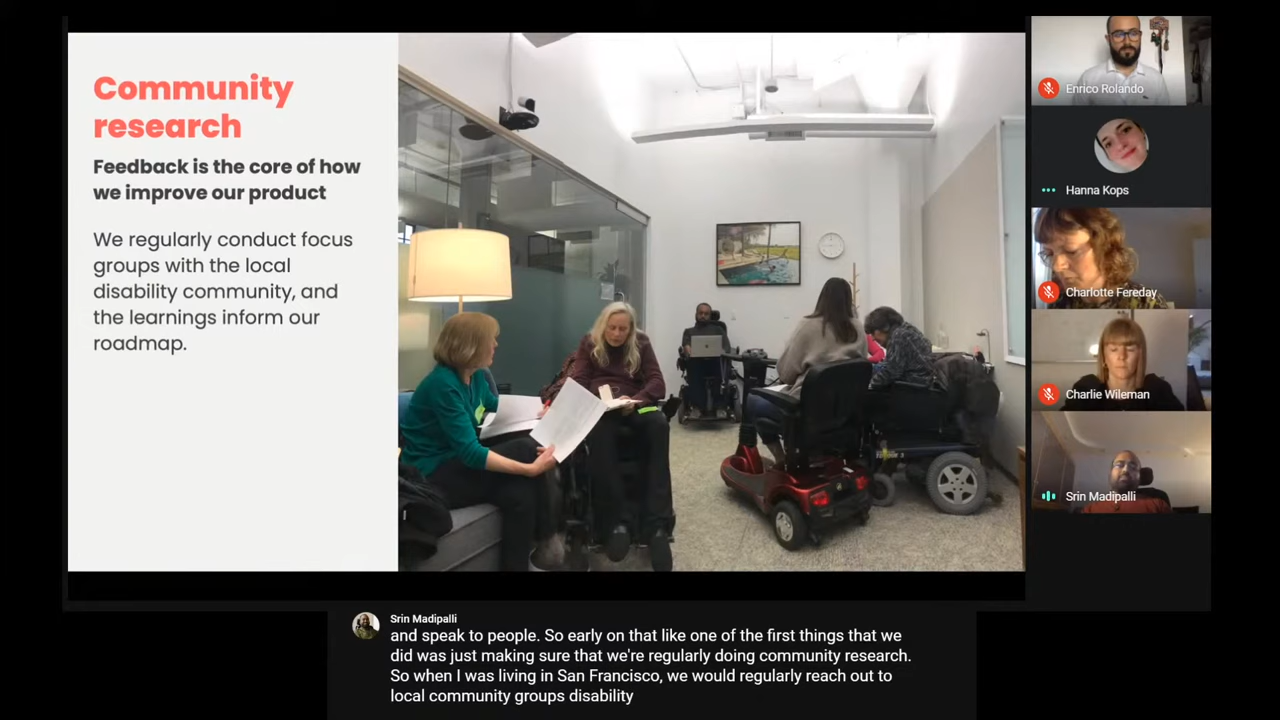 Community
research
Feedback is the core of how
we improve our product
We regularly conduct focus
groups with the local
disability community, and
the learnings inform our
roadmap.
Enrico Rolando
Hanna Kops
Charlotte Fereday
Charlie Wileman
Srin Madipalli
Srin Madipalli
and speak to people. So early on that like one of the first things that we
did was just making sure that we're regularly doing community research.
So when I was living in San Francisco, we would regularly reach out to
local community groups disability